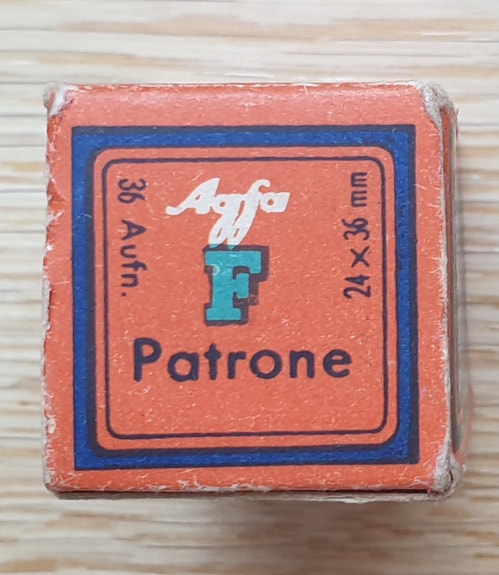 Agfa
F
Patrone
36 Aufn.
24 x 36 mm